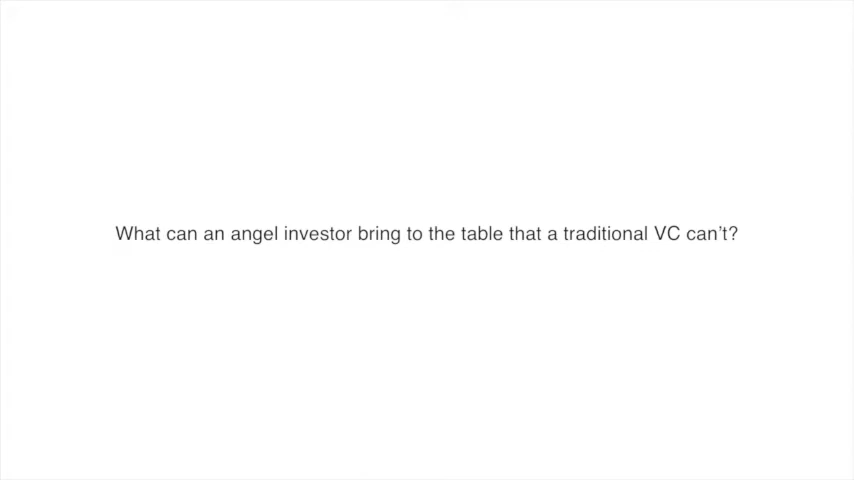 What can an angel investor bring to the table that a traditional VC can’t?